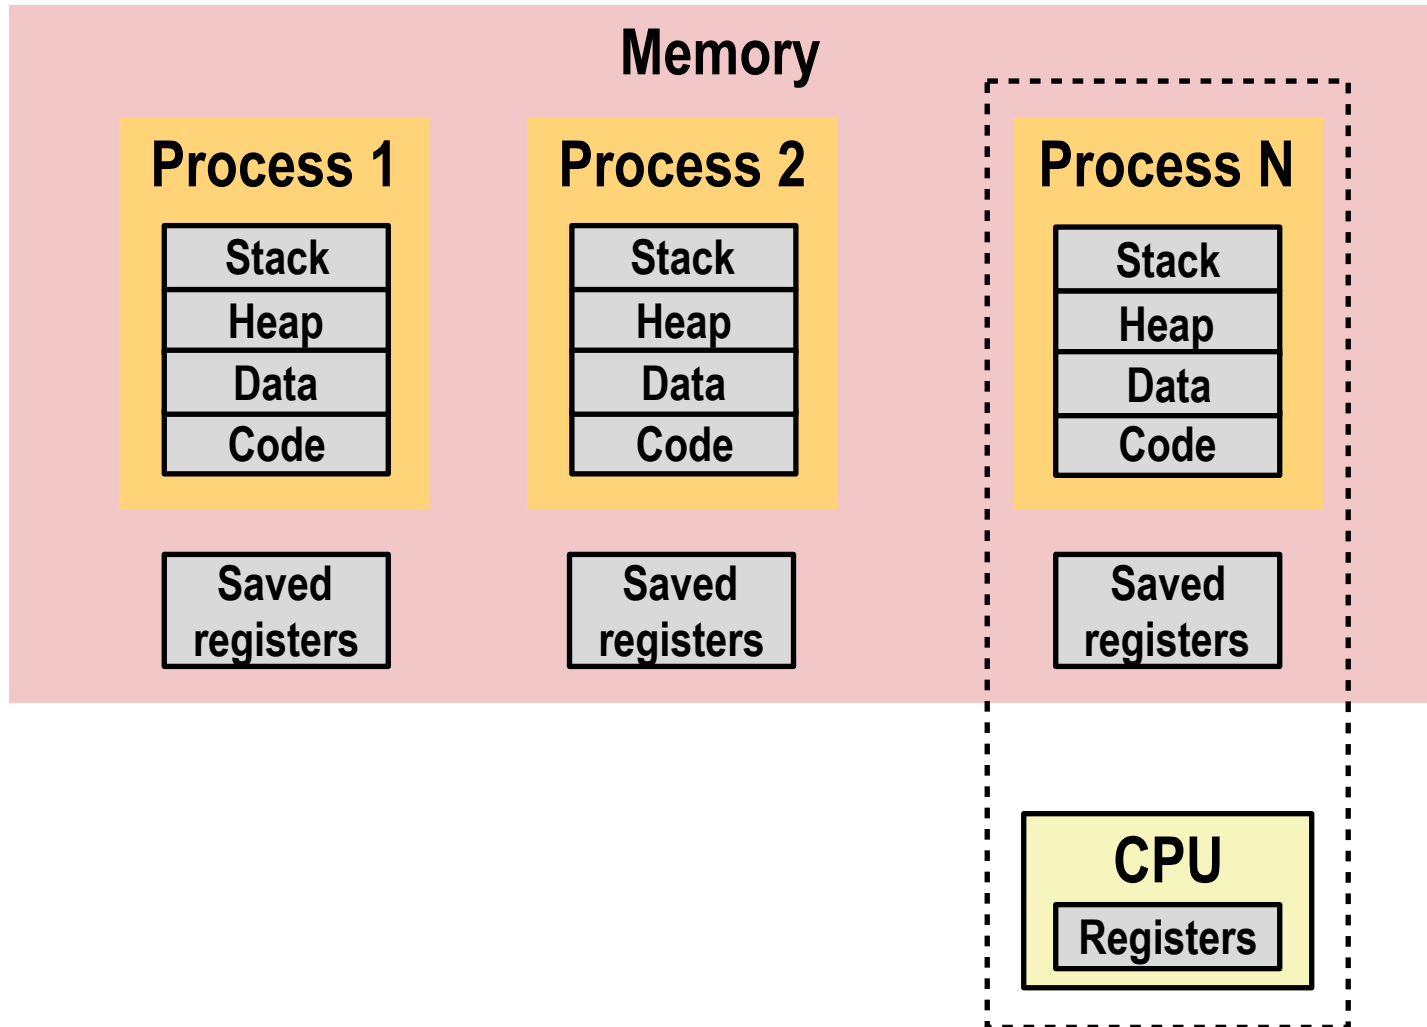 Memory
Process 1
Stack
Heap
Data
Code
Saved
registers
Process 2
Stack
Heap
Data
Code
Saved
registers
Process N
Stack
Heap
Data
Code
Saved
registers
CPU
Registers